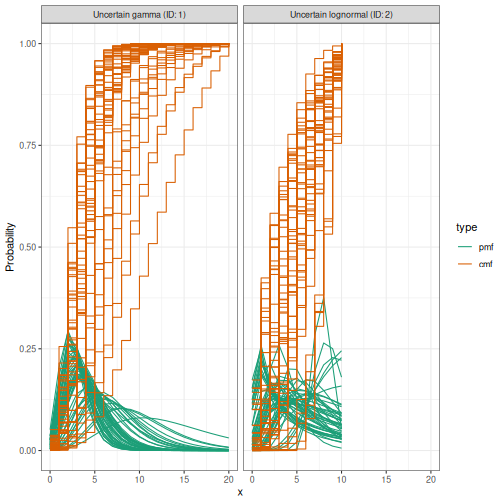 Uncertain gamma (ID: 1) Uncertain lognormal (ID: 2)
1.00
0.75
0.50
0.25
0.00
Probability
0 5 10 15 20 0 5 10 15 20
x
type
pmf
cmf